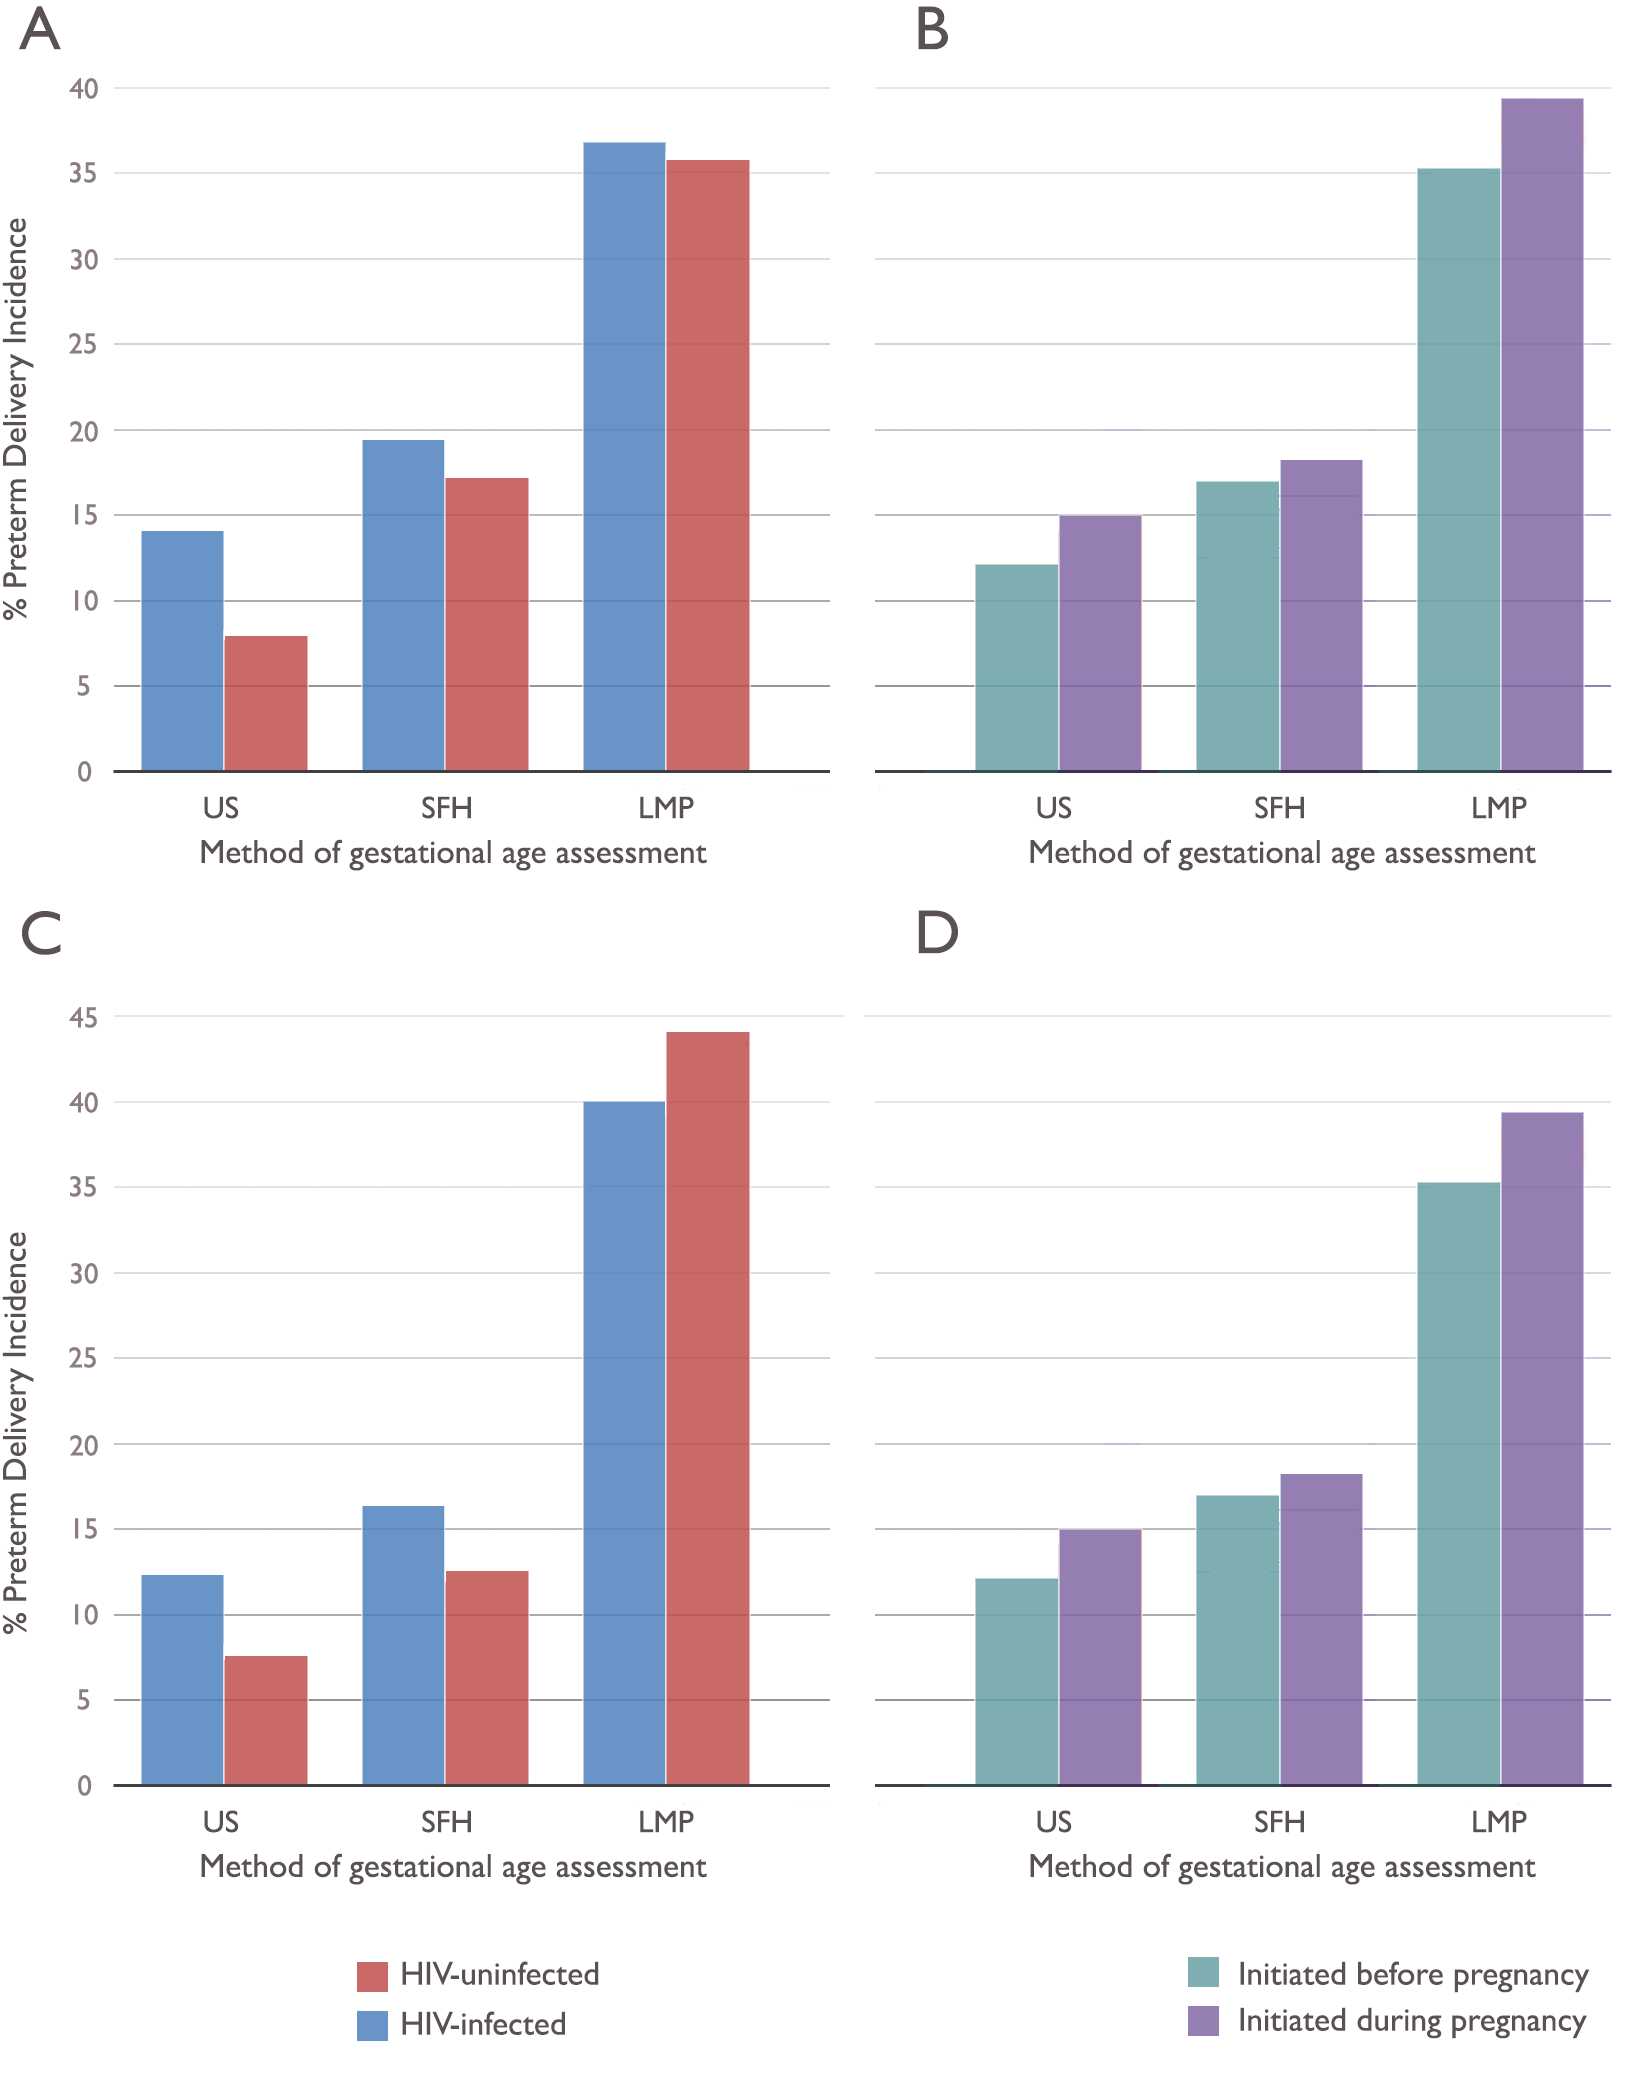 A
B
40
35
30
25
20
15
10
5
0
% Preterm Delivery Incidence
US SFH LMP
Method of gestational age assessment
US SFH LMP
Method of gestational age assessment
C
D
45
40
35
30
25
20
15
10
5
0
% Preterm Delivery Incidence
US SFH LMP
Method of gestational age assessment
US SFH LMP
Method of gestational age assessment
HIV-uninfected
HIV-infected
Initiated before pregnancy
Initiated during pregnancy